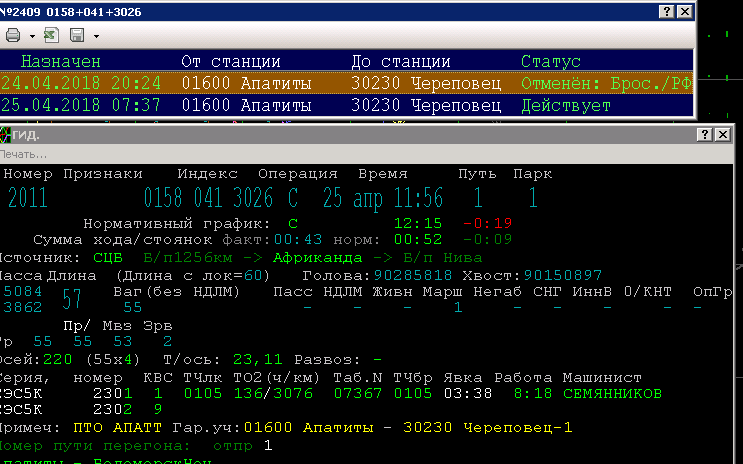 №2409 0158+041+3026
Назначен От станции До станции Статус
24.04.2018 20:24 01600 Апатиты 30230 Череповец Отменён: Брос./РФ
25.04.2018 07:37 01600 Апатиты 30230 Череповец Действует
ГИД.
Печать...
Номер Признаки Индекс Операция Время Путь Парк
2011 0158 041 3026 С 25 апр 11:56 1 1
Нормативный график: С 12:15 -0:19
Сумма хода/стоянок факт:00:43 норм: 00:52 -0:09
Источник: СЦБ Б/п1256км -> Африканда -> Б/п Нива
Масса Длина (Длина с лок=60) Голова:90285818 Хвост:90150897
5084 57 Ваг(без НДЛМ) Пасс НДЛМ Живн Марш Негаб СНГ ИннВ О/КНТ ОпГр
3862 55 - - - 1 - - - - -
Пр/ Мвз Зрв
Гр 55 55 53 2
Осей:220 (55x4) Т/ось: 23,11 Развоз: -
Серия, номер КВС ТЧлк ТО2(ч/км) Таб.N ТЧбр Явка Работа Машинист
2301 1 0105 136/3076 07367 0105 03:38 8:18 СЕМЯННИКОВ
2302 9
Примеч: ПТО АПАТТ Гар.уч:01600 Апатиты - 30230 Череповец-1
Номер пути перегона: отпр 1